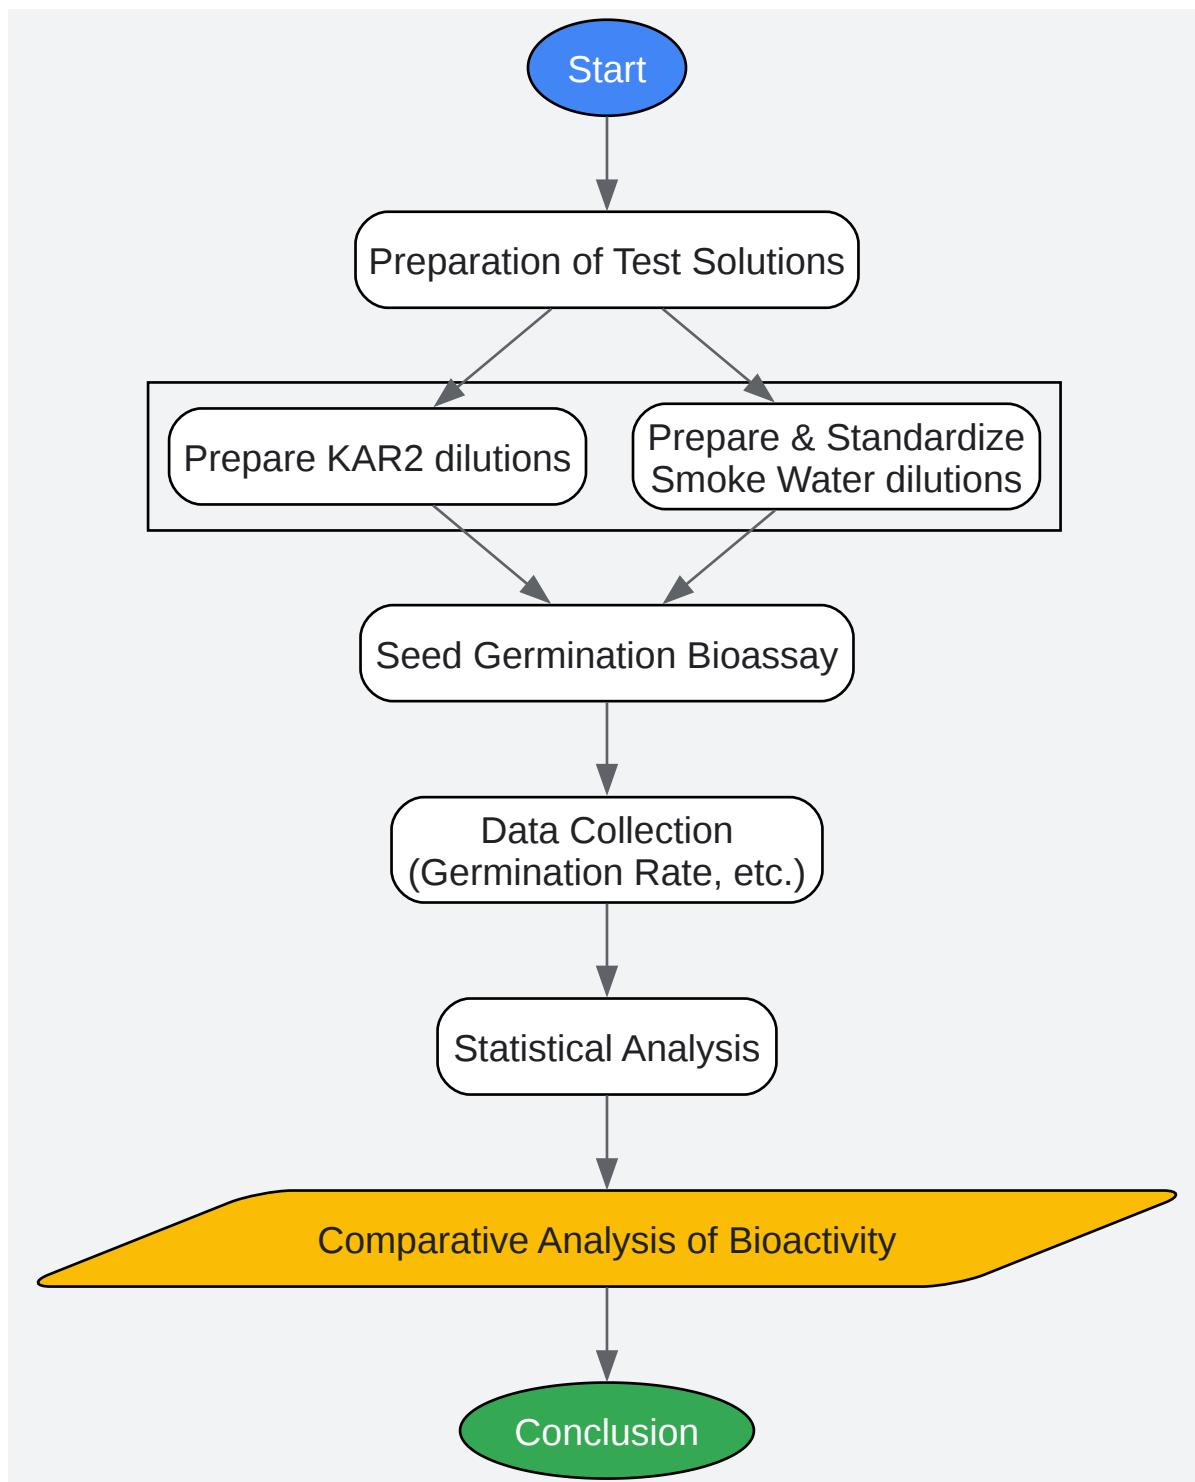 Start
Preparation of Test Solutions
Prepare KAR2 dilutions
Prepare & Standardize
Smoke Water dilutions
Seed Germination Bioassay
Data Collection
(Germination Rate, etc.)
Statistical Analysis
Comparative Analysis of Bioactivity
Conclusion